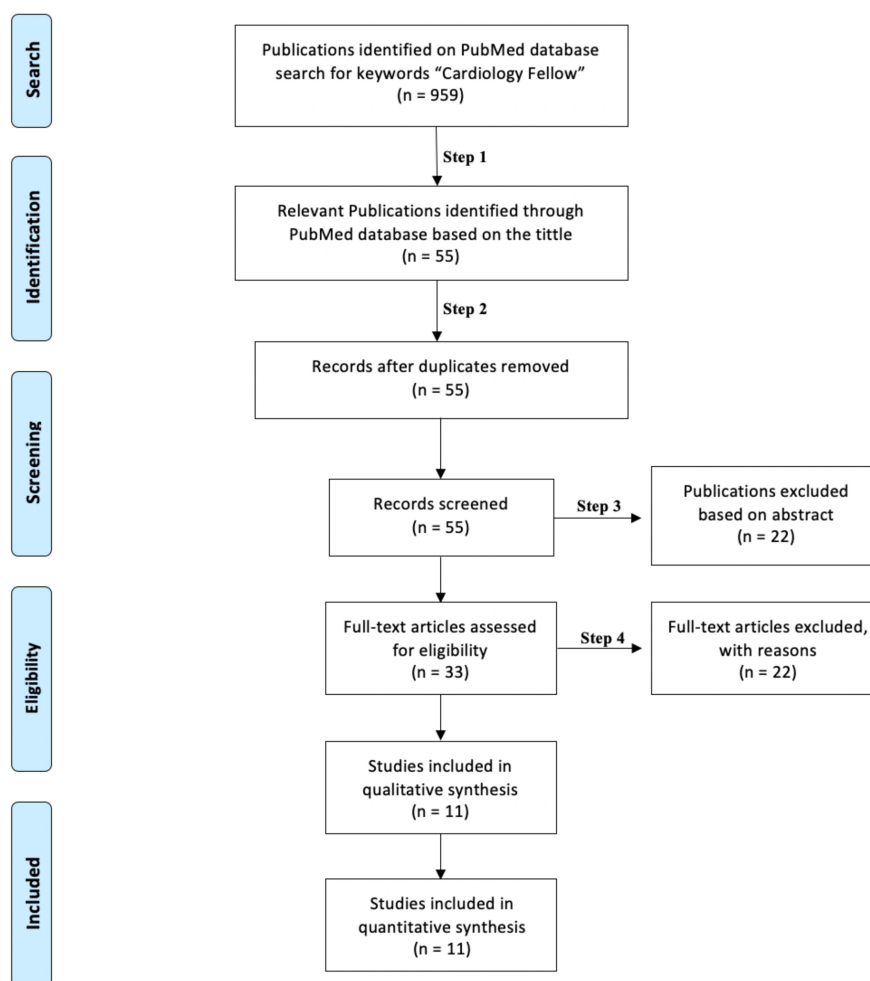 Search
Publications identified on PubMed database
search for keywords “Cardiology Fellow”
(n = 959)
Step 1
Identification
Relevant Publications identified through
PubMed database based on the tittle
(n = 55)
Step 2
Records after duplicates removed
(n = 55)
Screening
Records screened
(n = 55)
Step 3
Publications excluded
based on abstract
(n = 22)
Eligibility
Full-text articles assessed
for eligibility
(n = 33)
Step 4
Full-text articles excluded,
with reasons
(n = 22)
Studies included in
qualitative synthesis
(n = 11)
Included
Studies included in
quantitative synthesis
(n = 11)